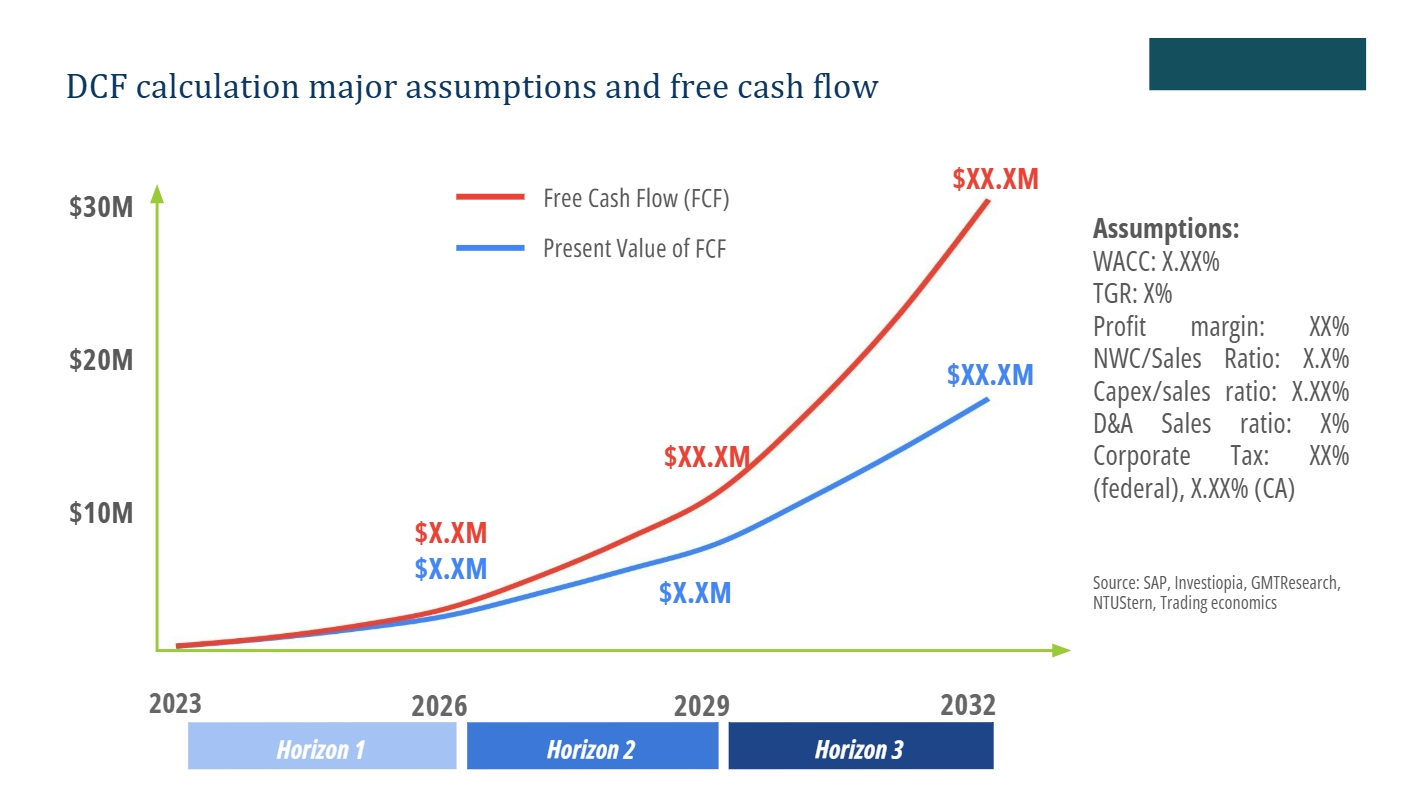 DCF calculation major assumptions and free cash flow
$30M
$20M
$10M
Free Cash Flow (FCF)
Present Value of FCF
$XX.XM
$XX.XM
$XX.XM
$X.XM
$X.XM
$X.XM
2023
2026
2029
2032
Horizon 1
Horizon 2
Horizon 3
Assumptions:
WACC: X.XX%
TGR: X%
Profit margin: XX%
NWC/Sales Ratio: X.X%
Capex/sales ratio: X.XX%
D&A Sales ratio: X%
Corporate Tax: XX%
(federal), X.XX% (CA)
Source: SAP, Investiopia, GMTResearch,
NTUStern, Trading economics